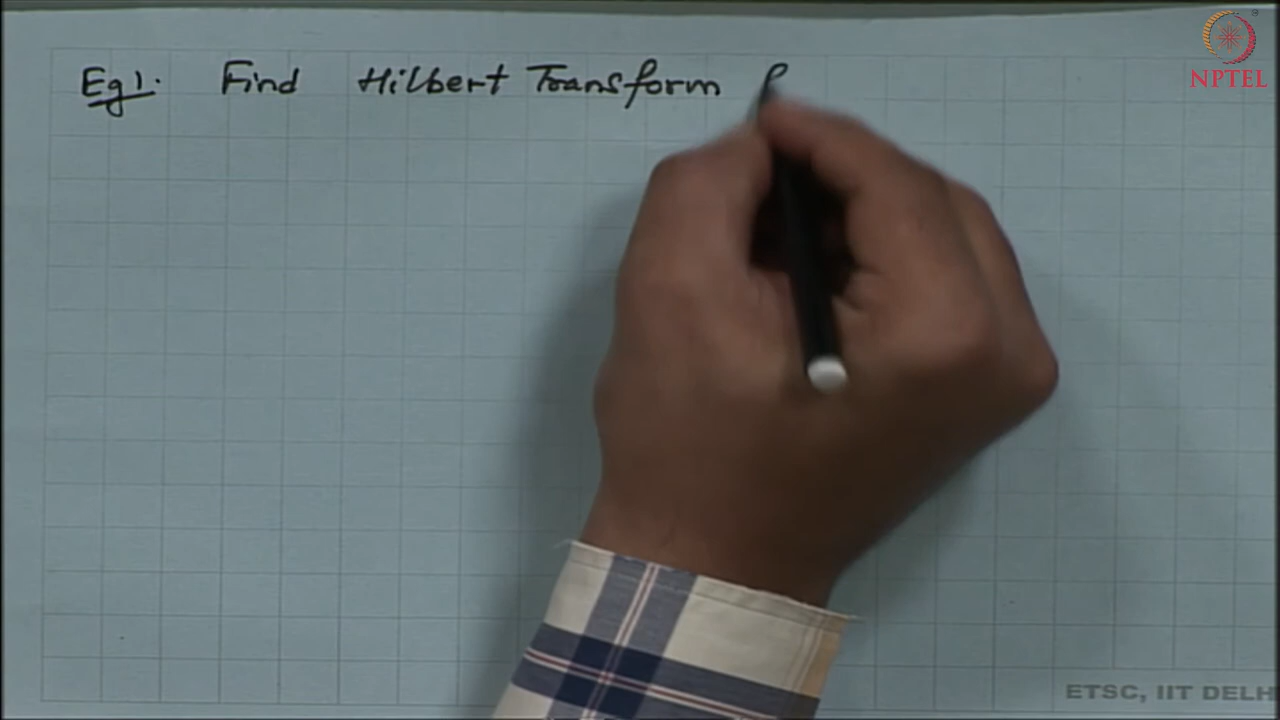 Eg1. Find Hilbert Transform f
NPTEL
ETSC, IIT DELH